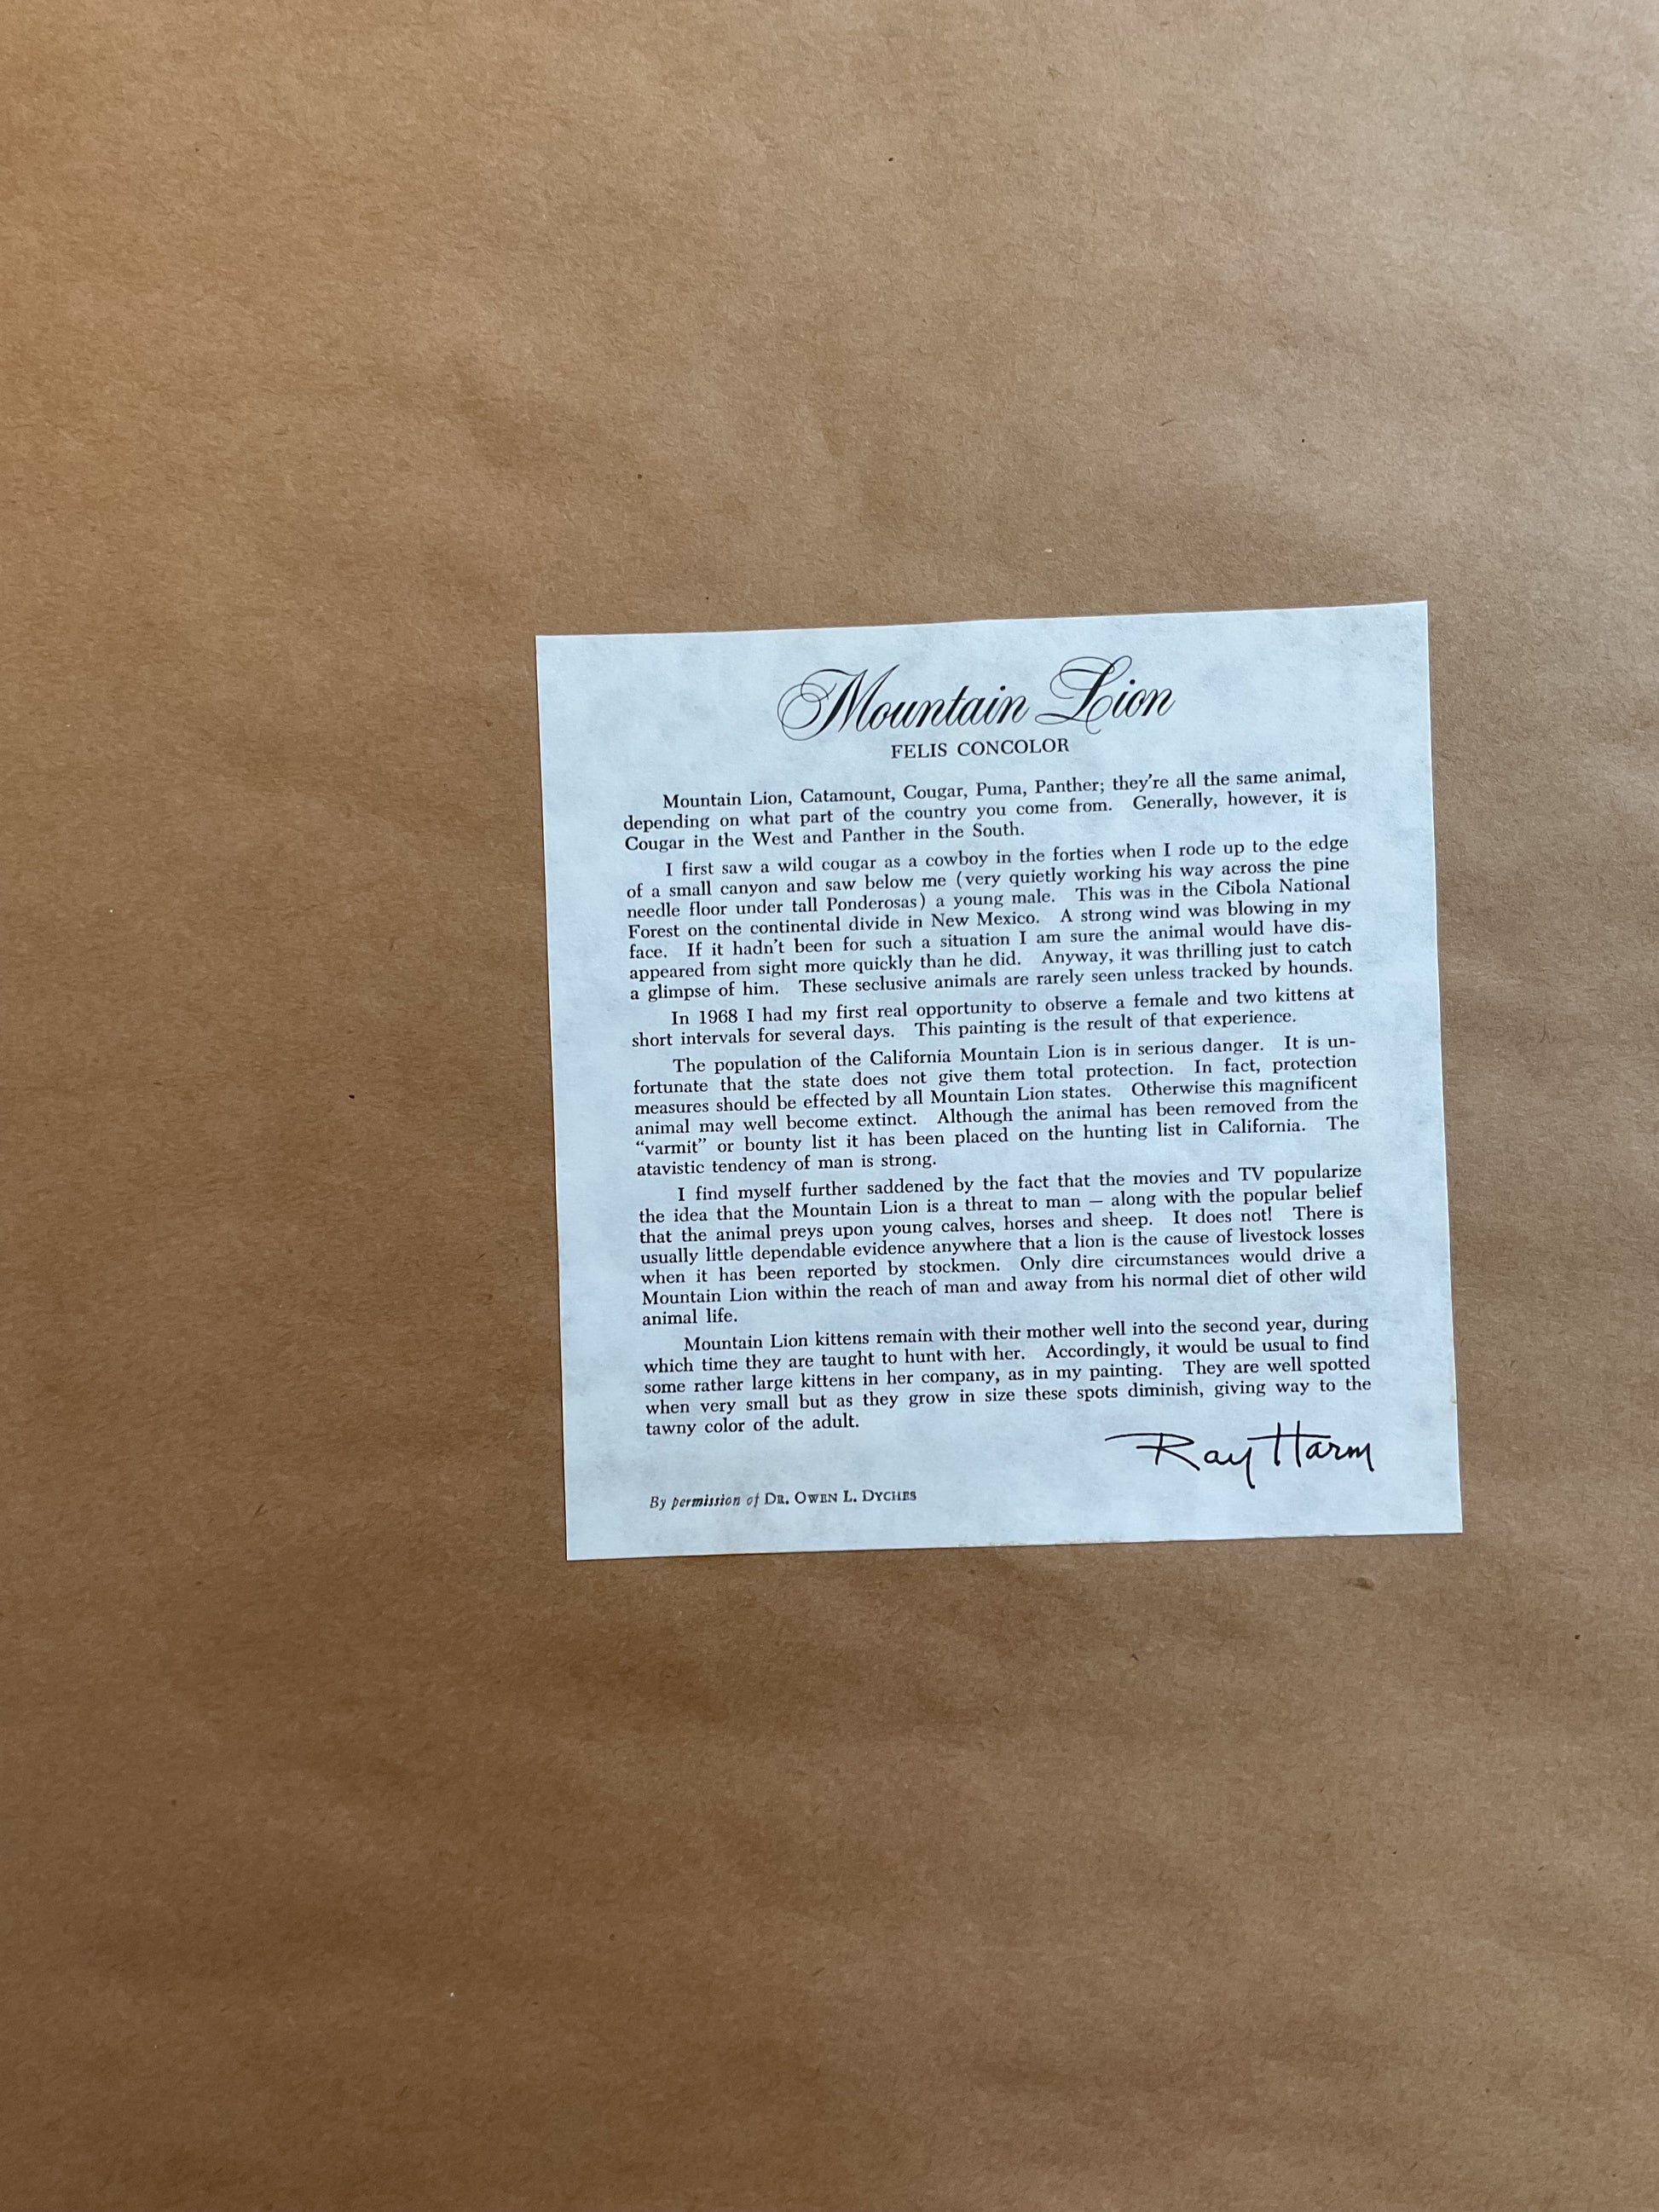 Mountain Lion
FELIS CONCOLOR
Mountain Lion, Catamount, Cougar, Puma, Panther; they're all the same animal,
depending on what part of the country you come from. Generally, however, it is
Cougar in the West and Panther in the South.
I first saw a wild cougar as a cowboy in the forties when I rode up to the edge
of a small canyon and saw below me (very quietly working his way across the pine
needle floor under tall Ponderosas) a young male. This was in the Cibola National
Forest on the continental divide in New Mexico. A strong wind was blowing in my
face. If it hadn't been for such a situation I am sure the animal would have dis-
appeared from sight more quickly than he did. Anyway, it was thrilling just to catch
a glimpse of him. These seclusive animals are rarely seen unless tracked by hounds.
In 1968 I had my first real opportunity to observe a female and two kittens at
short intervals for several days. This painting is the result of that experience.
The population of the California Mountain Lion is in serious danger. It is un-
fortunate that the state does not give them total protection. In fact, protection
measures should be effected by all Mountain Lion states. Otherwise this magnificent
animal may well become extinct. Although the animal has been removed from the
"varmit" or bounty list it has been placed on the hunting list in California. The
atavistic tendency of man is strong.
I find myself further saddened by the fact that the movies and TV popularize
the idea that the Mountain Lion is a threat to man — along with the popular belief
that the animal preys upon young calves, horses and sheep. It does not! There is
usually little dependable evidence anywhere that a lion is the cause of livestock losses
when it has been reported by stockmen. Only dire circumstances would drive a
Mountain Lion within the reach of man and away from his normal diet of other wild
animal life.
Mountain Lion kittens remain with their mother well into the second year, during
which time they are taught to hunt with her. Accordingly, it would be usual to find
some rather large kittens in her company, as in my painting. They are well spotted
when very small but as they grow in size these spots diminish, giving way to the
tawny color of the adult.
Ray Harm
By permission of DR. OWEN L. DYCHES